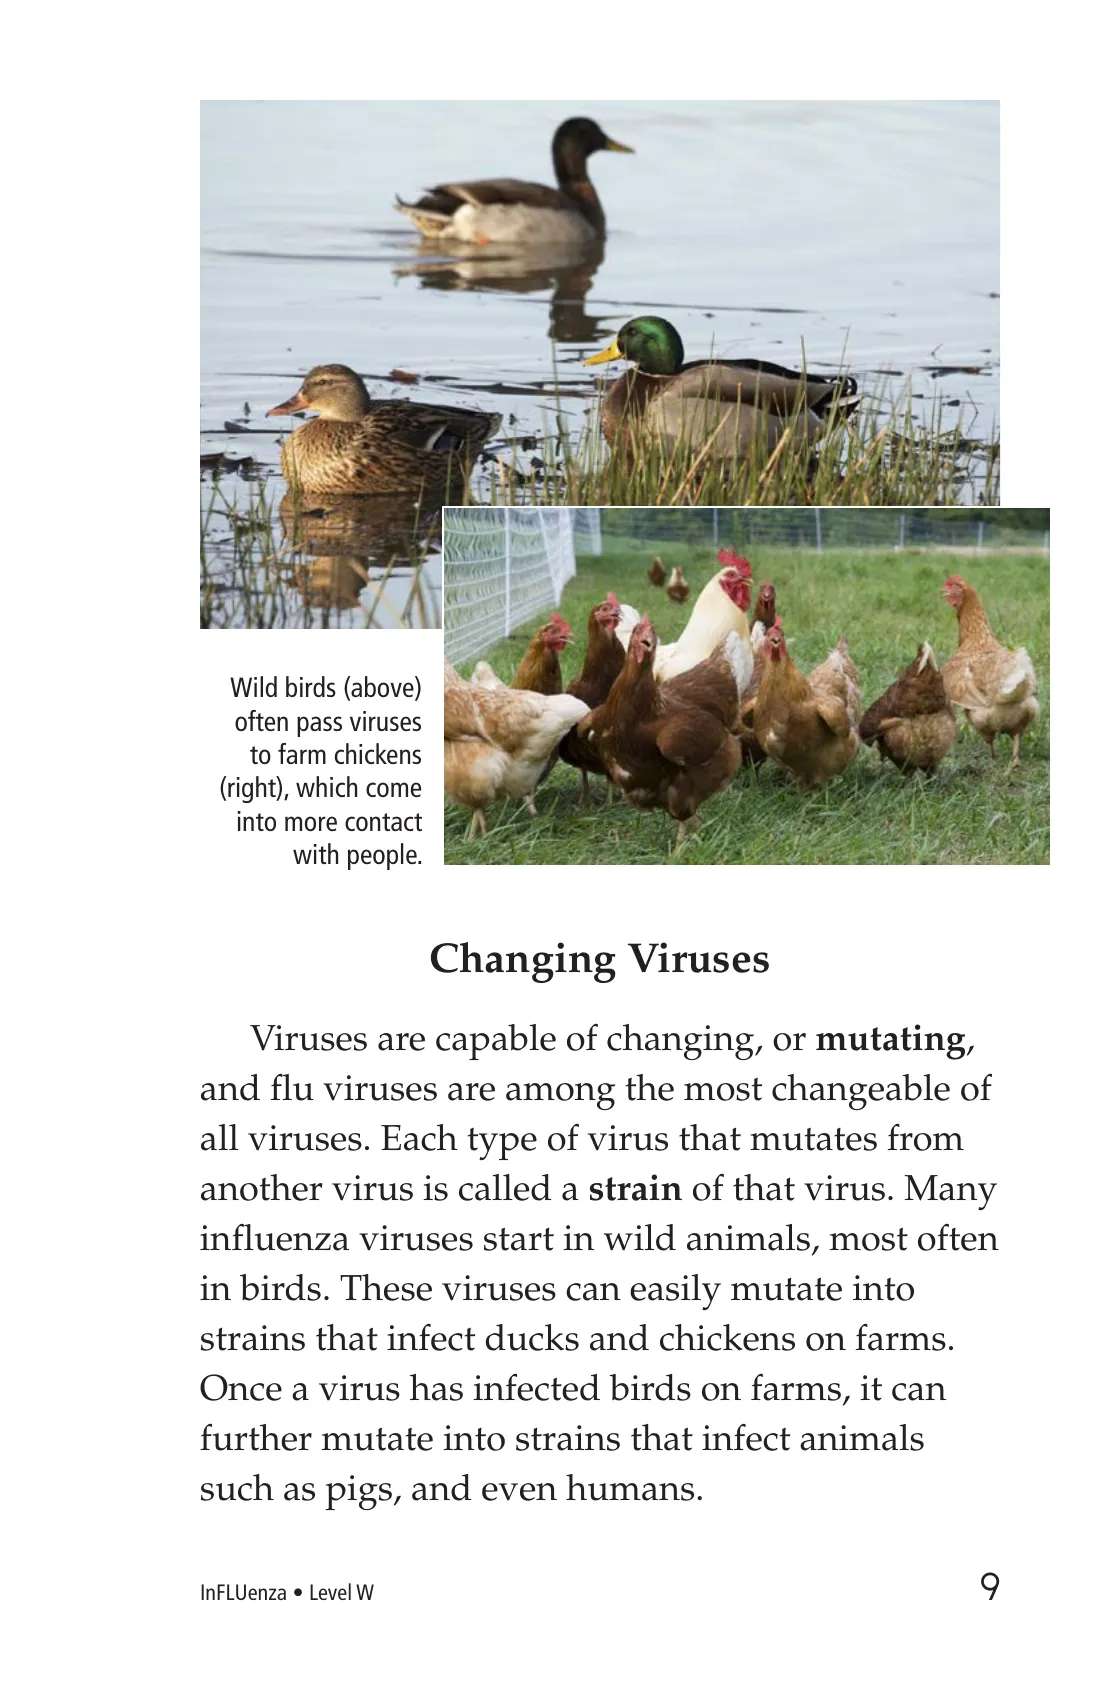 Wild birds (above)
often pass viruses
to farm chickens
(right), which come
into more contact
with people.
Changing Viruses
Viruses are capable of changing, or mutating,
and flu viruses are among the most changeable of
all viruses. Each type of virus that mutates from
another virus is called a strain of that virus. Many
influenza viruses start in wild animals, most often
in birds. These viruses can easily mutate into
strains that infect ducks and chickens on farms.
Once a virus has infected birds on farms, it can
further mutate into strains that infect animals
such as pigs, and even humans.
InFLUenza • Level W
9